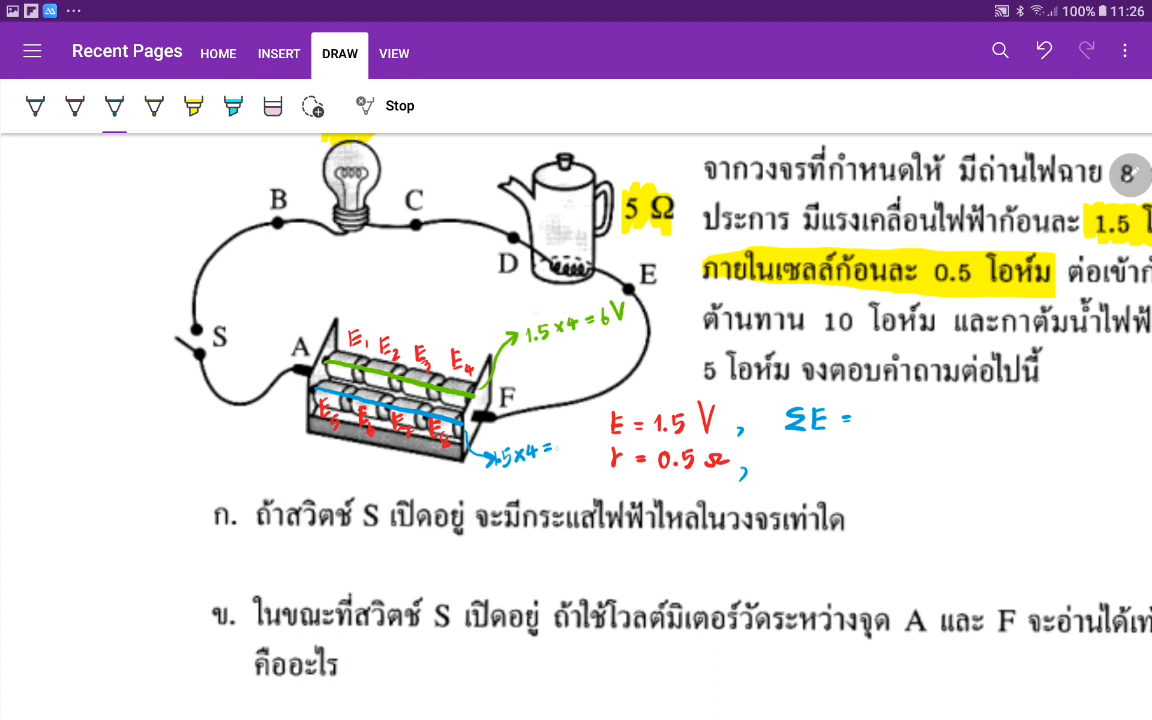 100% 11:26
Recent Pages HOME INSERT DRAW VIEW
Stop
B
C
D
E
S
A
F
5 Ω
จากวงจรที่กำหนดให้ มีถ่านไฟฉาย 8
ประการ มีแรงเคลื่อนไฟฟ้าก้อนละ 1.5
ภายในเซลล์ก้อนละ 0.5 โอห์ม ต่อเข้า
ต้านทาน 10 โอห์ม และกาต้มน้ำไฟฟ้
5 โอห์ม จงตอบคำถามต่อไปนี้
1.5 x 4 = 6 V
E₁ E₂ E₃ E₄
E₅ E₆ E₇ E₈
1.5 x 4 =
E = 1.5 V , ΣE =
r = 0.5 Ω ,
ก. ถ้าสวิตช์ S เปิดอยู่ จะมีกระแสไฟฟ้าไหลในวงจรเท่าใด
ข. ในขณะที่สวิตช์ S เปิดอยู่ ถ้าใช้โวลต์มิเตอร์วัดระหว่างจุด A และ F จะอ่านได้เท่
คืออะไร